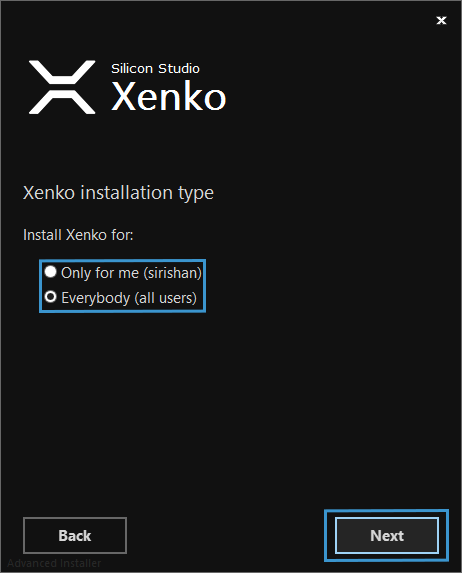 Silicon Studio
Xenko
Xenko installation type
Install Xenko for:
Only for me (sirishan)
Everybody (all users)
Back
Next
Advanced Installer